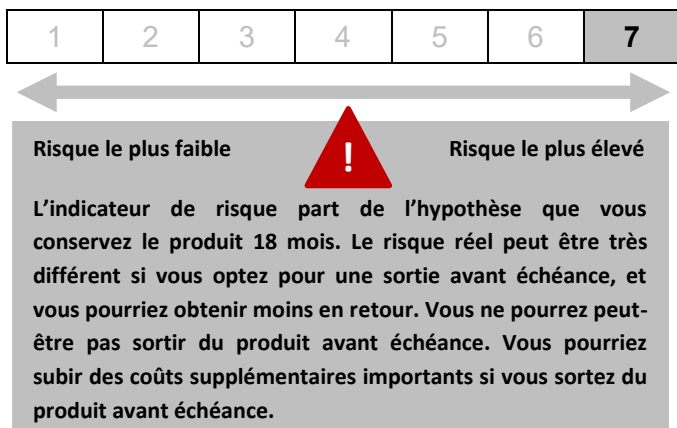 1 2 3 4 5 6 7
!
Risque le plus faible Risque le plus élevé
L’indicateur de risque part de l’hypothèse que vous
conservez le produit 18 mois. Le risque réel peut être très
différent si vous optez pour une sortie avant échéance, et
vous pourriez obtenir moins en retour. Vous ne pourrez peut-
être pas sortir du produit avant échéance. Vous pourriez
subir des coûts supplémentaires importants si vous sortez du
produit avant échéance.